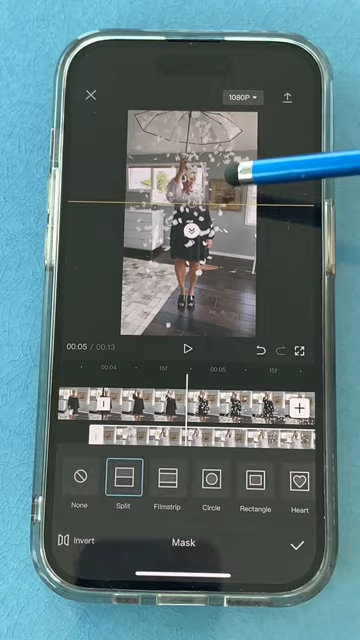 1080P
00:05 / 00:13
00:04
15f
00:05
15f
None
Split
Filmstrip
Circle
Rectangle
Heart
Invert
Mask